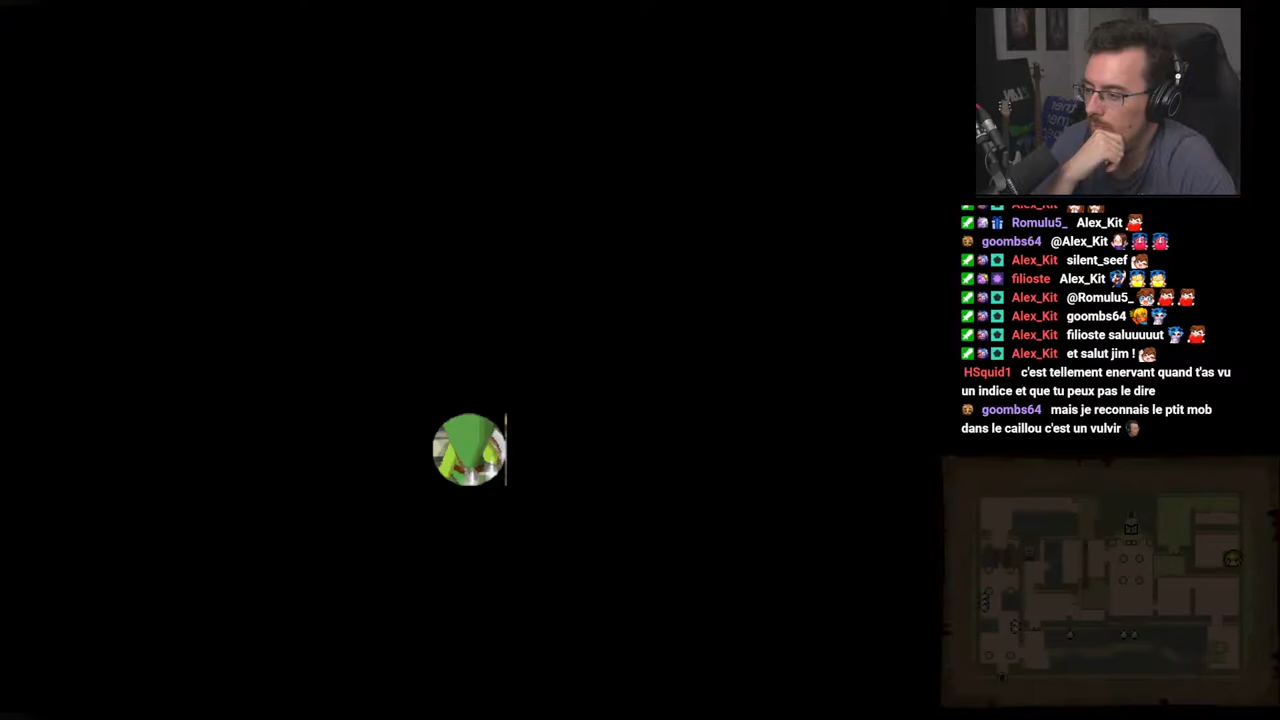 Alex_Kit
Romulu5_ Alex_Kit
goombs64 @Alex_Kit
Alex_Kit silent_seef
filioste Alex_Kit
Alex_Kit @Romulu5_
Alex_Kit goombs64
Alex_Kit filioste saluuuuut
Alex_Kit et salut jim !
HSquid1 c'est tellement enervant quand t'as vu
un indice et que tu peux pas le dire
goombs64 mais je reconnais le ptit mob
dans le caillou c'est un vulvir